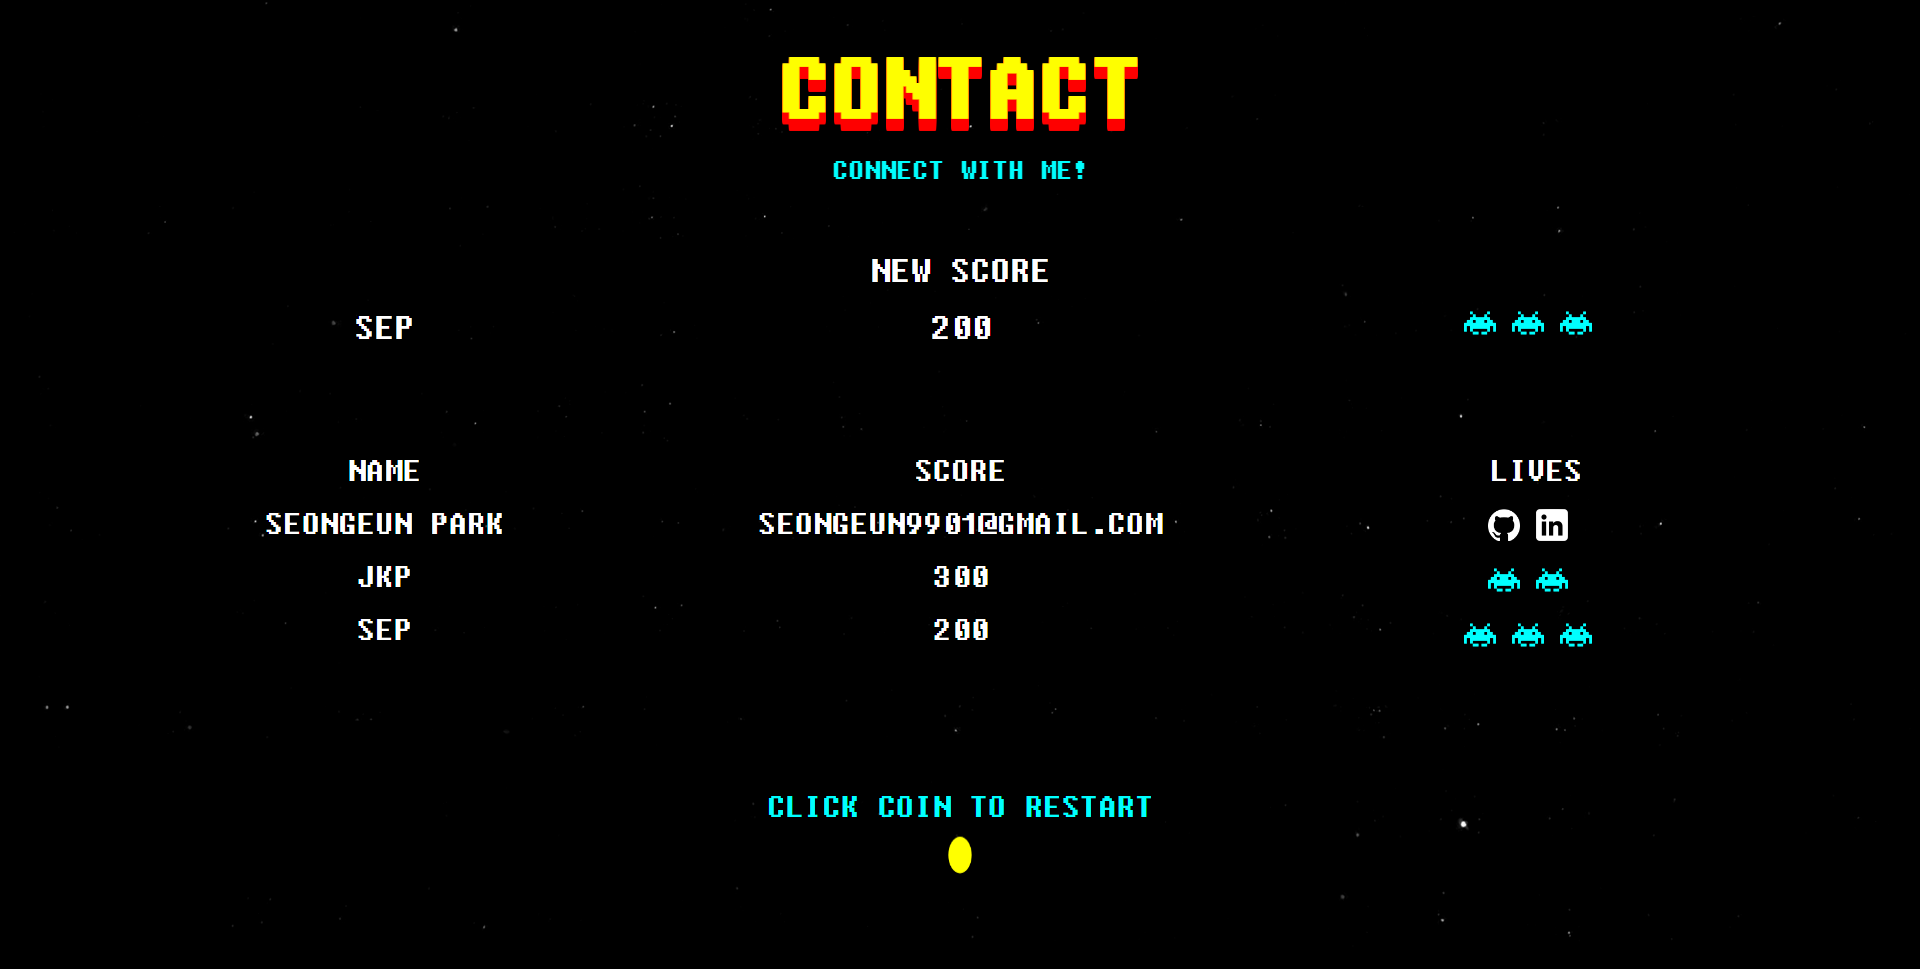 CONTACT
CONNECT WITH ME!
NEW SCORE
SEP 200
NAME SCORE LIVES
SEONGEUN PARK SEONGEUN9901@GMAIL.COM in
JKP 300
SEP 200
CLICK COIN TO RESTART